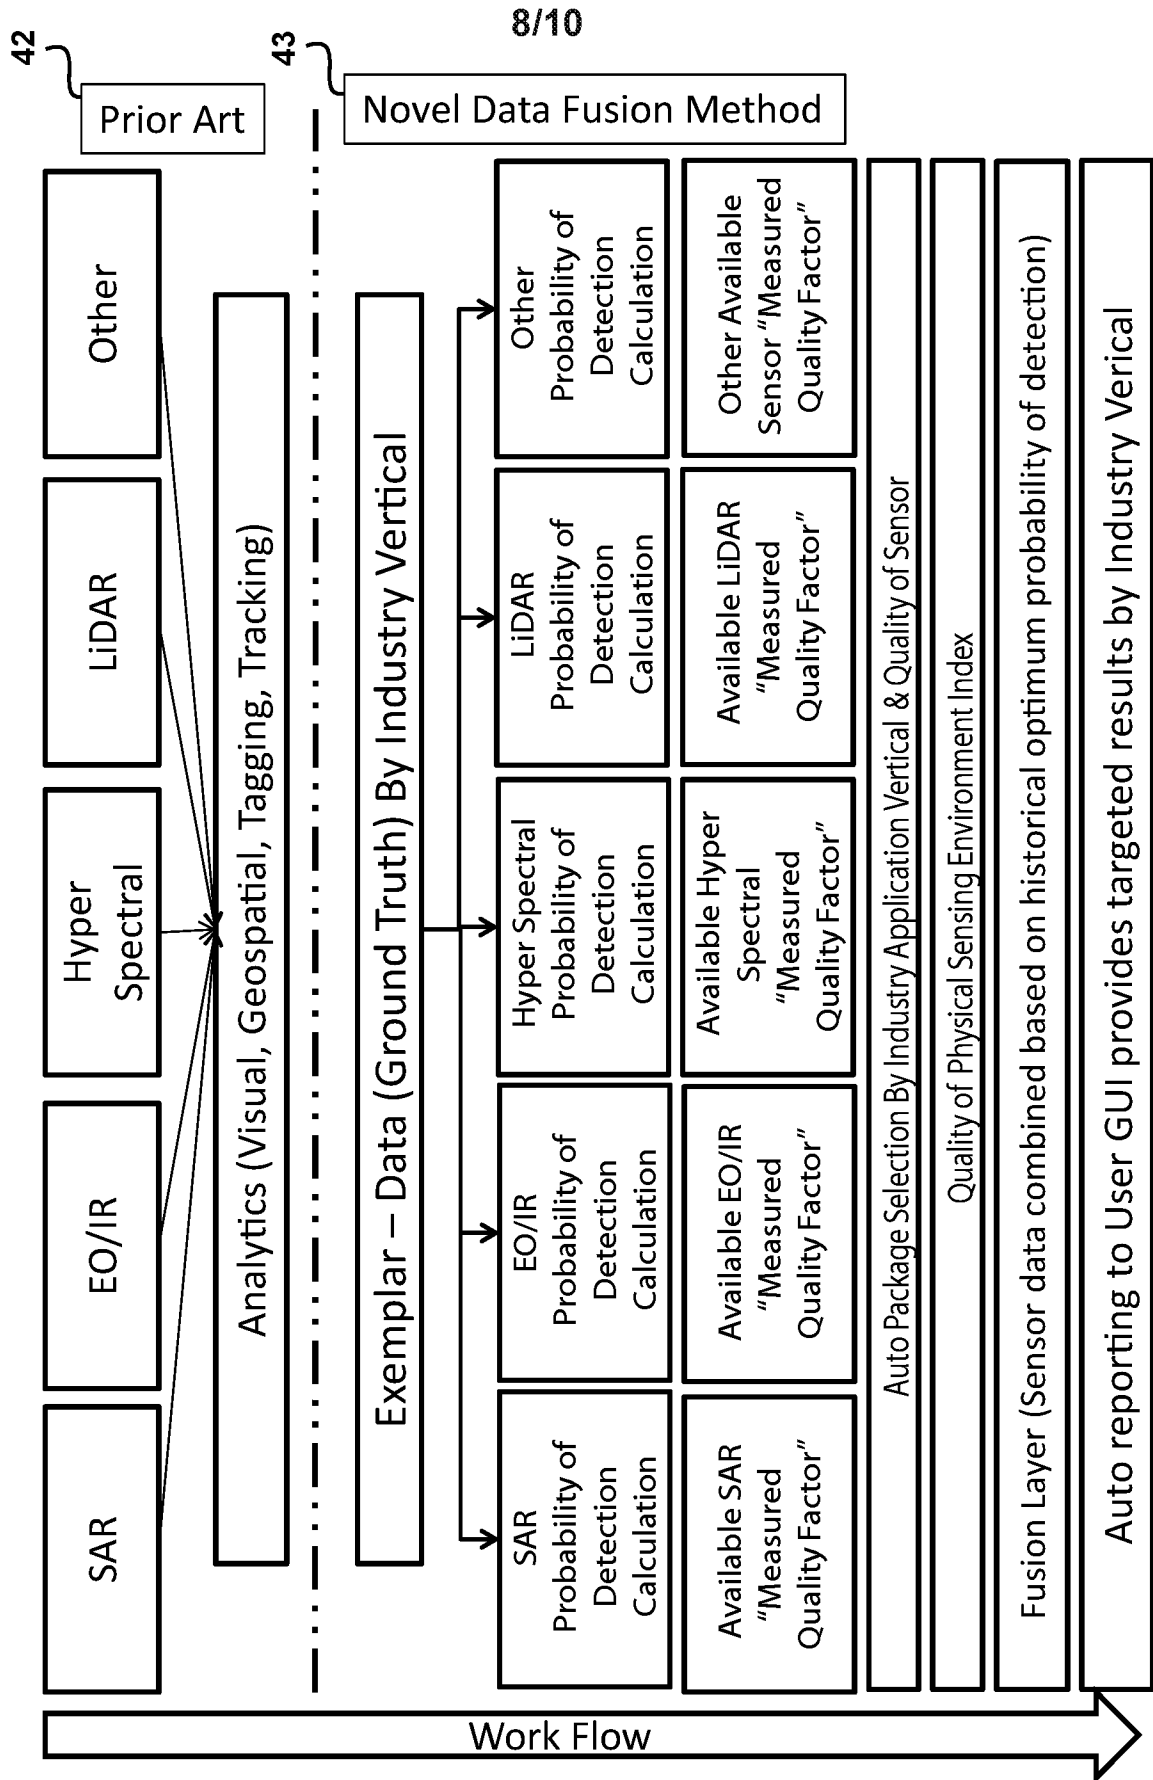 8/10
42
Prior Art
SAR
EO/IR
Hyper
Spectral
LiDAR
Other
Analytics (Visual, Geospatial, Tagging, Tracking)
43
Novel Data Fusion Method
Exemplar – Data (Ground Truth) By Industry Vertical
SAR
Probability of
Detection
Calculation
EO/IR
Probability of
Detection
Calculation
Hyper Spectral
Probability of
Detection
Calculation
LiDAR
Probability of
Detection
Calculation
Other
Probability of
Detection
Calculation
Available SAR
“Measured
Quality Factor”
Available EO/IR
“Measured
Quality Factor”
Available Hyper
Spectral
“Measured
Quality Factor”
Available LiDAR
“Measured
Quality Factor”
Other Available
Sensor “Measured
Quality Factor”
Auto Package Selection By Industry Application Vertical & Quality of Sensor
Quality of Physical Sensing Environment Index
Fusion Layer (Sensor data combined based on historical optimum probability of detection)
Auto reporting to User GUI provides targeted results by Industry Verical
Work Flow